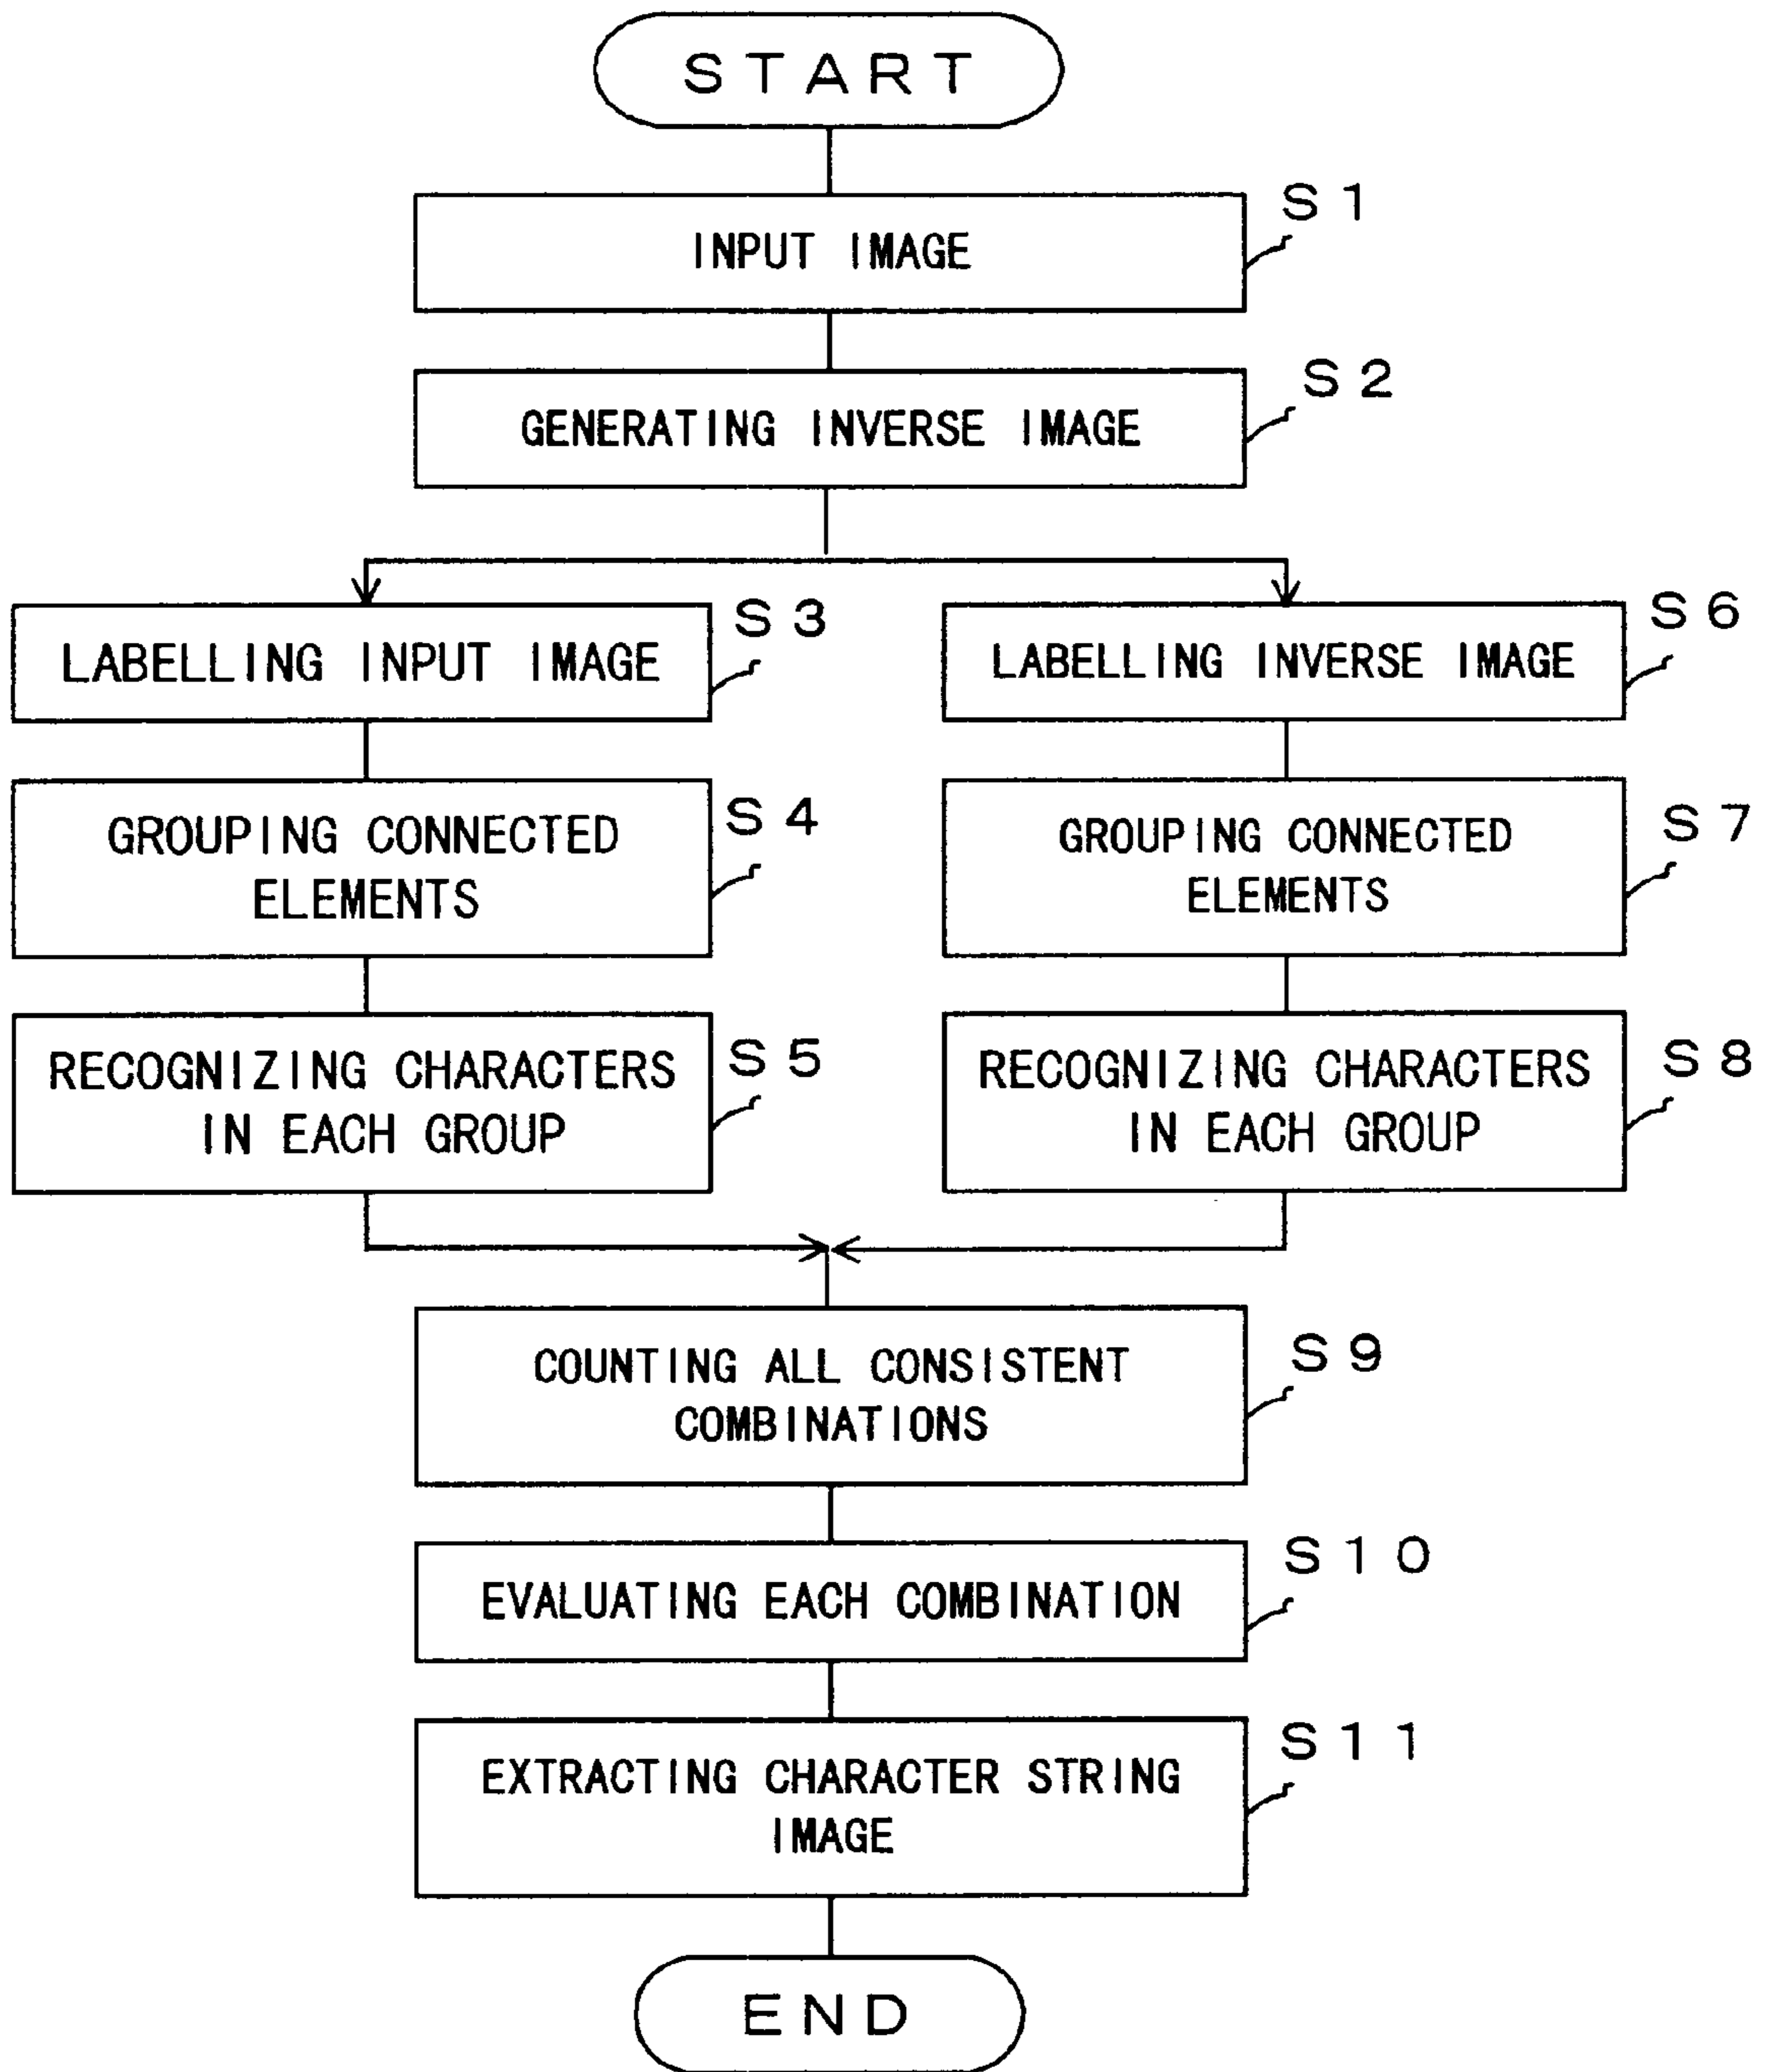 START
S1
INPUT IMAGE
S2
GENERATING INVERSE IMAGE
S3
LABELLING INPUT IMAGE
S4
GROUPING CONNECTED
ELEMENTS
S5
RECOGNIZING CHARACTERS
IN EACH GROUP
S6
LABELLING INVERSE IMAGE
S7
GROUPING CONNECTED
ELEMENTS
S8
RECOGNIZING CHARACTERS
IN EACH GROUP
S9
COUNTING ALL CONSISTENT
COMBINATIONS
S10
EVALUATING EACH COMBINATION
S11
EXTRACTING CHARACTER STRING
IMAGE
END